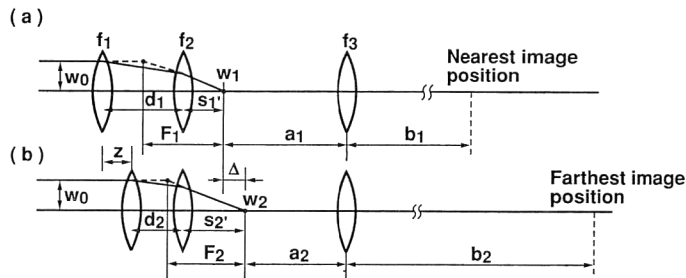 (a)
f1 f2 f3
w0 w1
Nearest image
position
d1 s1'
F1 a1 b1
(b)
z Δ
w0 w2
Farthest image
position
d2 s2'
F2 a2 b2